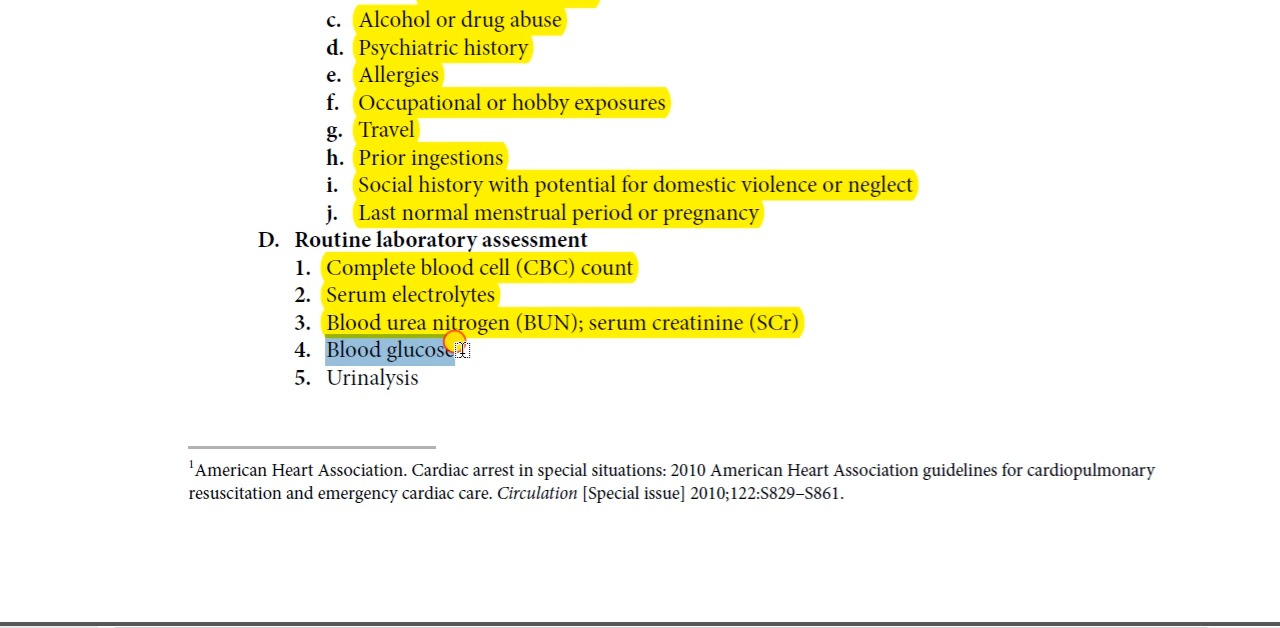 c. Alcohol or drug abuse
d. Psychiatric history
e. Allergies
f. Occupational or hobby exposures
g. Travel
h. Prior ingestions
i. Social history with potential for domestic violence or neglect
j. Last normal menstrual period or pregnancy
D. Routine laboratory assessment
1. Complete blood cell (CBC) count
2. Serum electrolytes
3. Blood urea nitrogen (BUN); serum creatinine (SCr)
4. Blood glucose
5. Urinalysis
1American Heart Association. Cardiac arrest in special situations: 2010 American Heart Association guidelines for cardiopulmonary
resuscitation and emergency cardiac care. Circulation [Special issue] 2010;122:S829–S861.